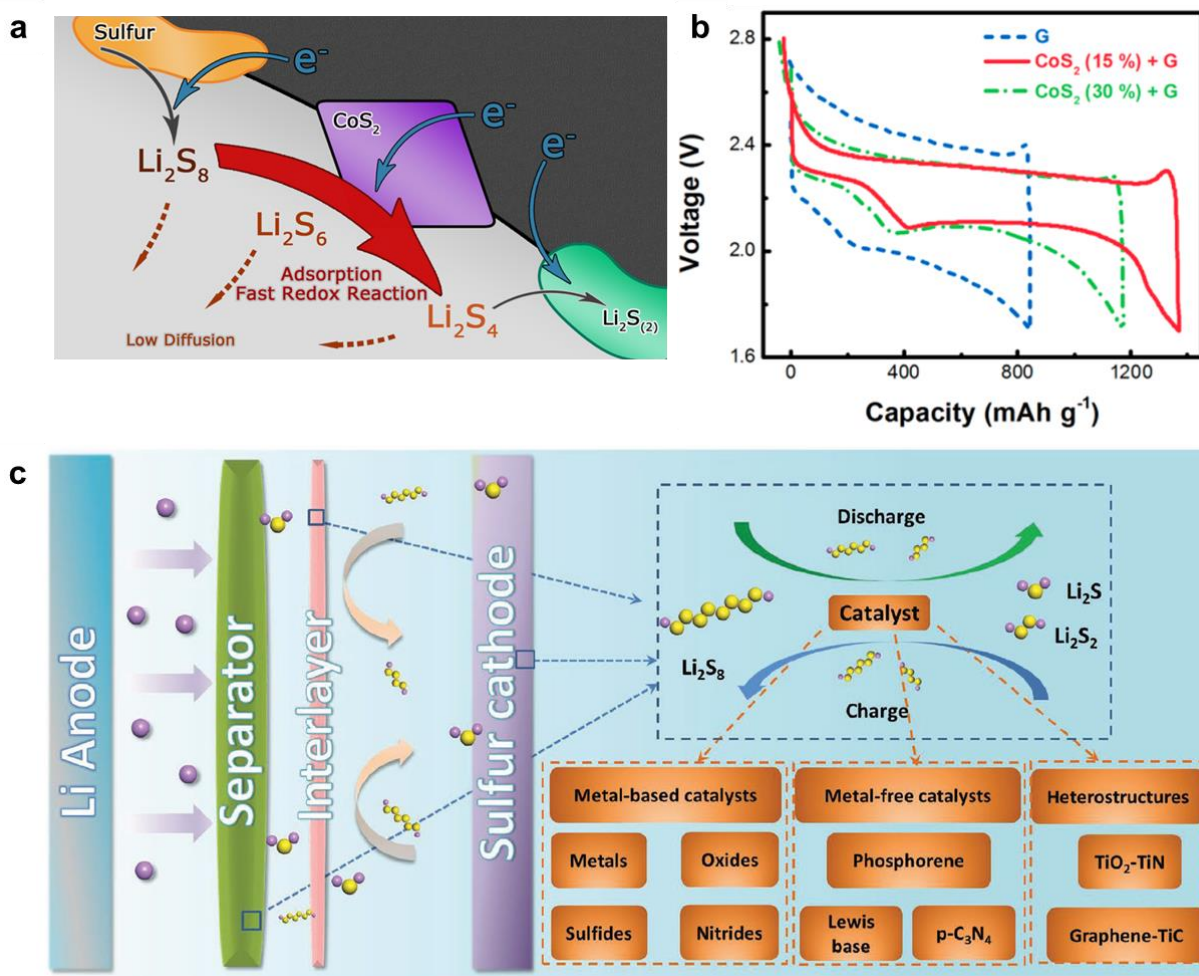 a
Sulfur
e⁻
CoS₂
e⁻
e⁻
Li₂S₈
Li₂S₆
Adsorption
Fast Redox Reaction
Li₂S₄
Li₂S₍₂₎
Low Diffusion
b
G
CoS₂ (15 %) + G
CoS₂ (30 %) + G
Voltage (V)
2.8
2.4
2.0
1.6
0
400
800
1200
Capacity (mAh g⁻¹)
c
Li Anode
Separator
Interlayer
Sulfur cathode
Discharge
Catalyst
Li₂S
Li₂S₂
Li₂S₈
Charge
Metal-based catalysts
Metals
Oxides
Sulfides
Nitrides
Metal-free catalysts
Phosphorene
Lewis
base
p-C₃N₄
Heterostructures
TiO₂-TiN
Graphene-TiC